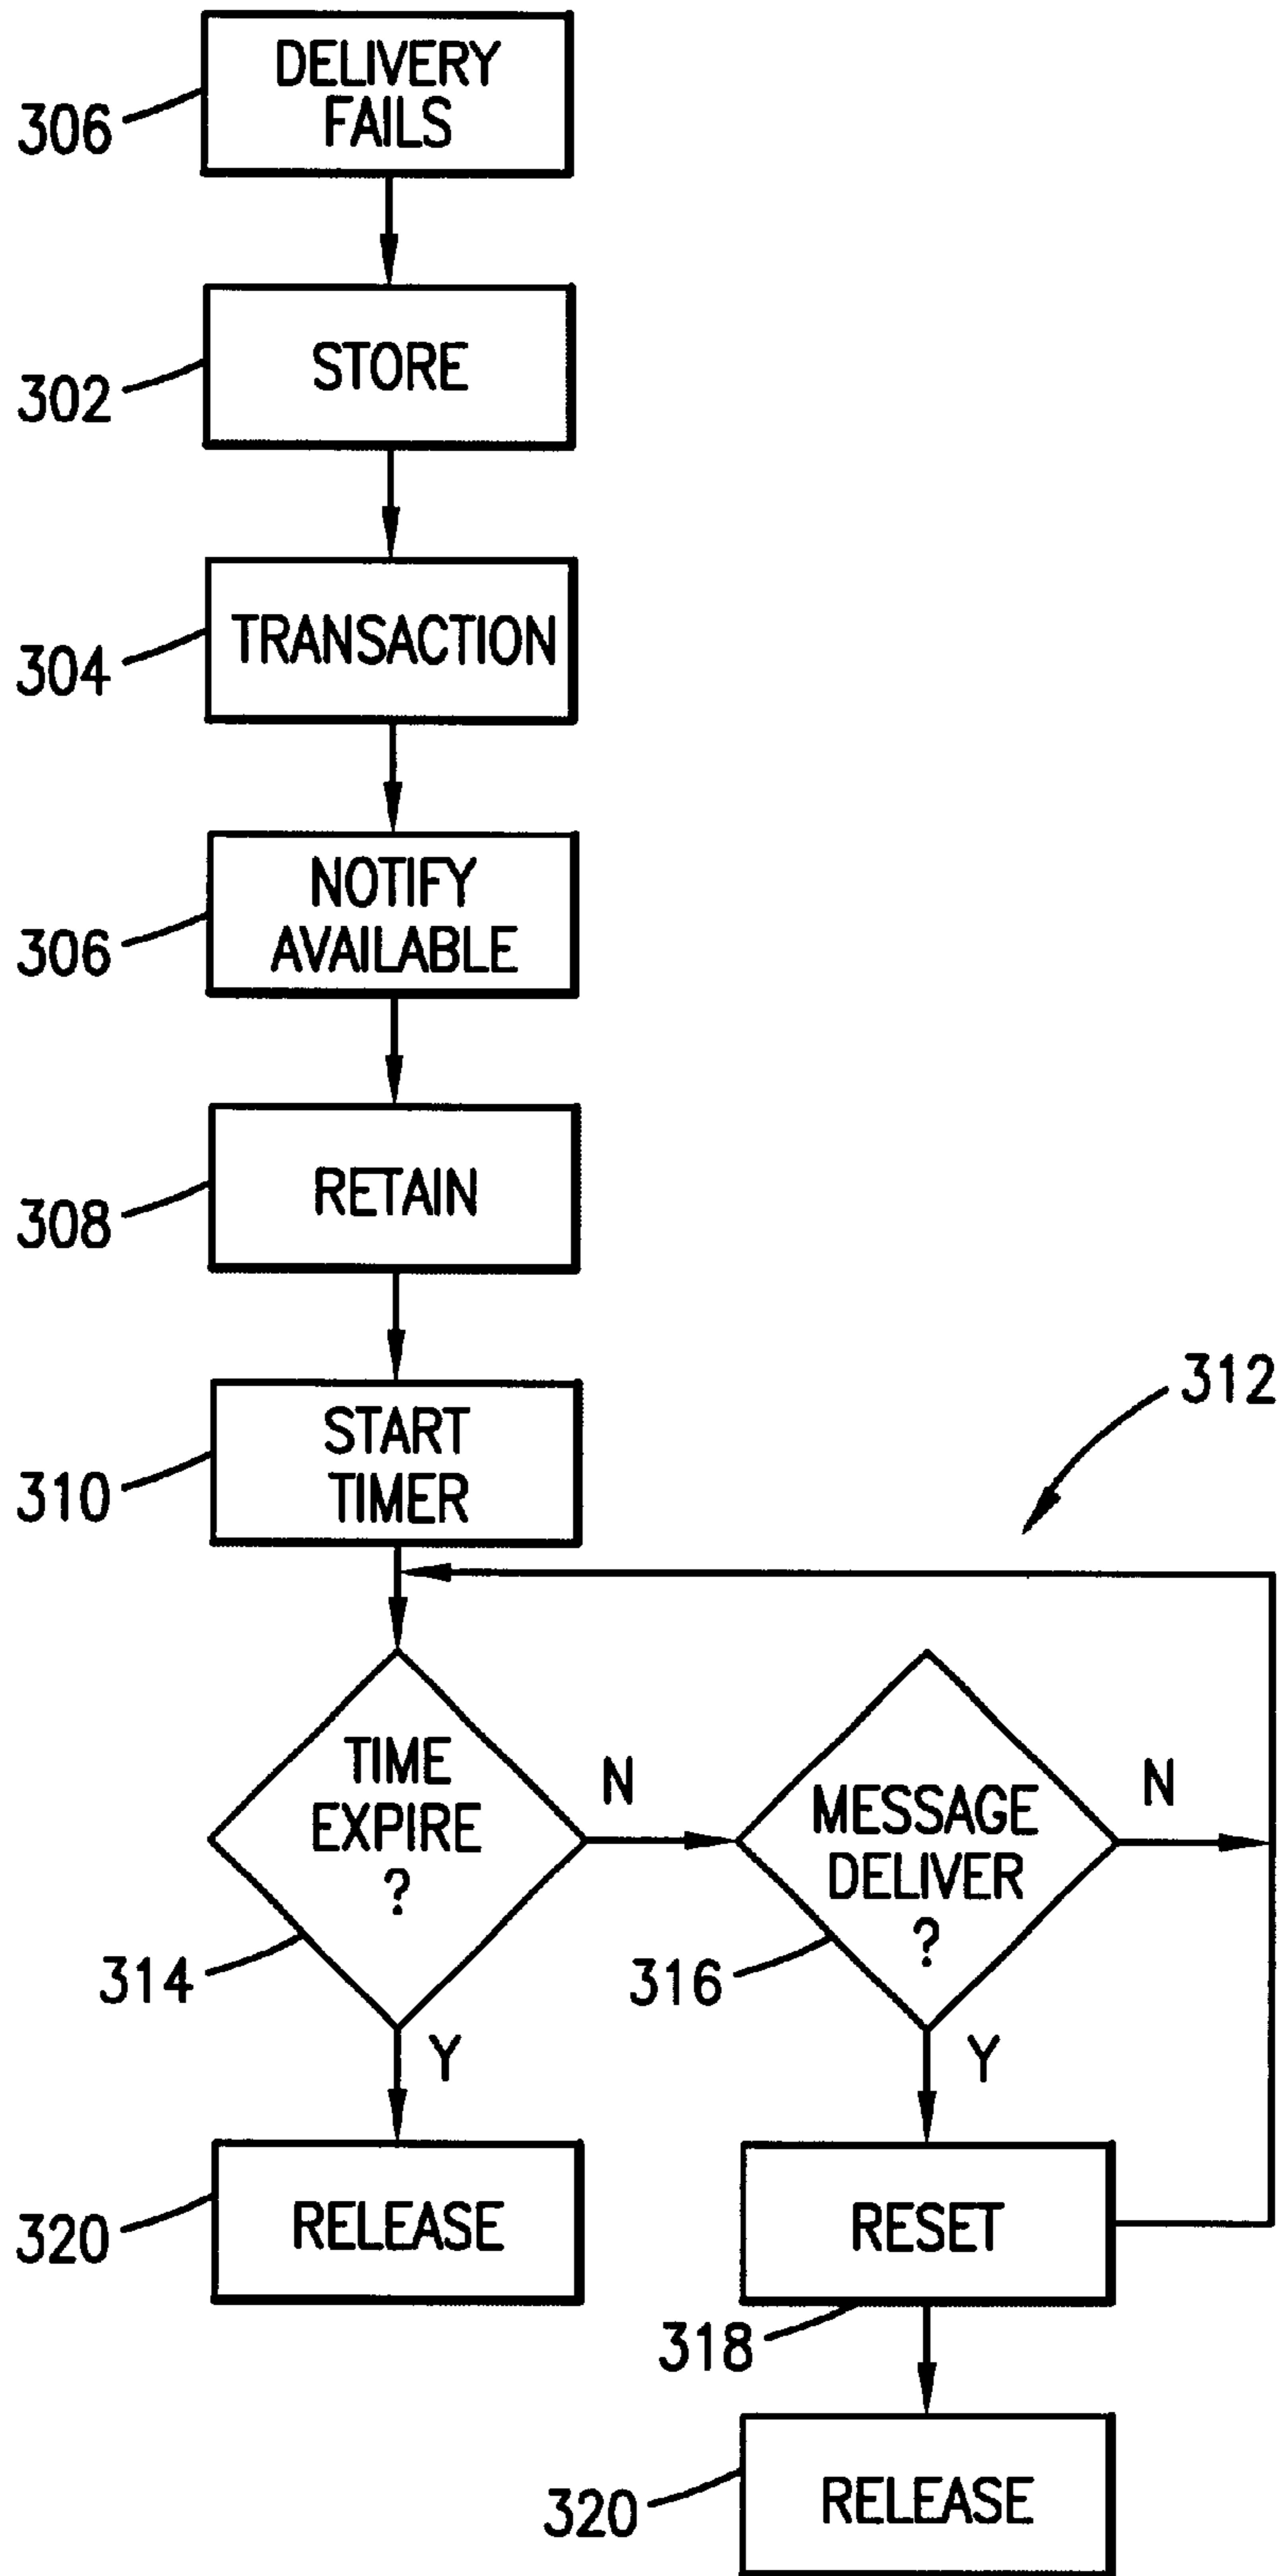 DELIVERY
FAILS
306
STORE
302
TRANSACTION
304
NOTIFY
AVAILABLE
306
RETAIN
308
312
START
TIMER
310
TIME
EXPIRE
?
N
MESSAGE
DELIVER
?
N
314
316
Y
Y
RELEASE
320
RESET
318
RELEASE
320